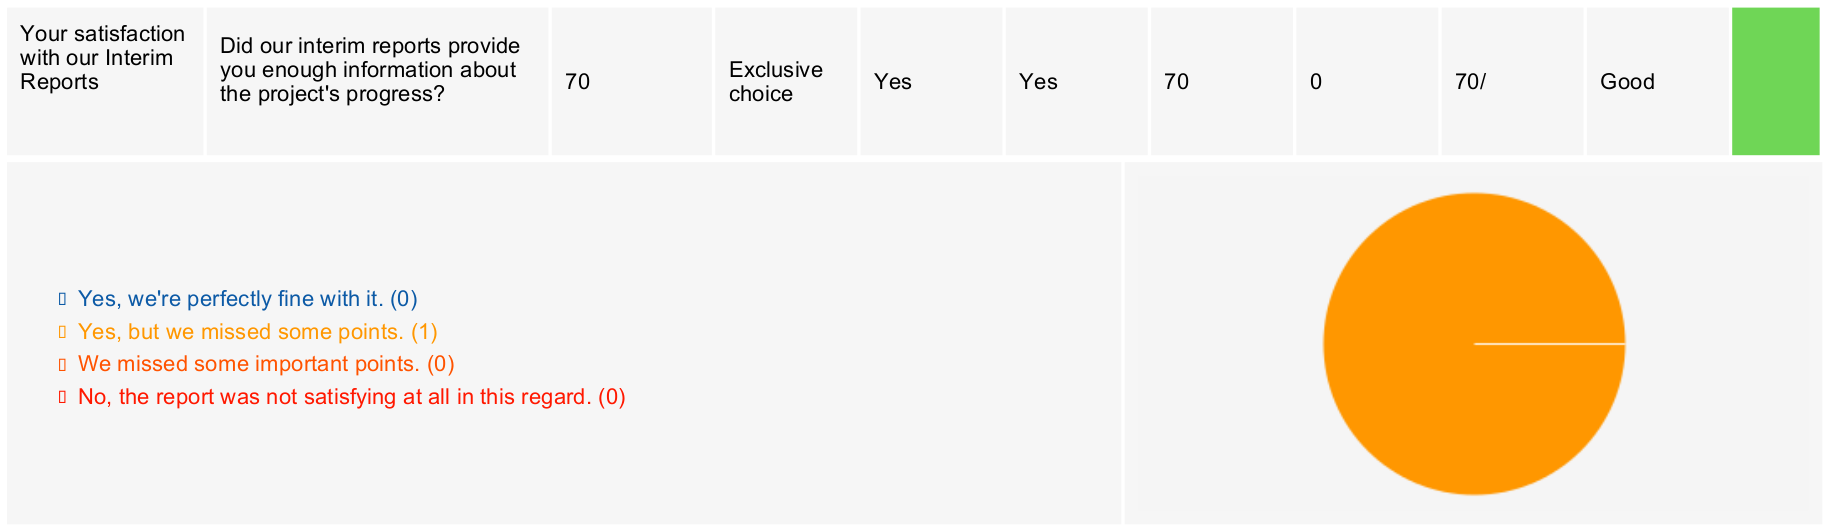 Your satisfaction
with our Interim
Reports
Did our interim reports provide
you enough information about
the project's progress?
70
Exclusive
choice
Yes
Yes
70
0
70/
Good
Yes, we're perfectly fine with it. (0)
Yes, but we missed some points. (1)
We missed some important points. (0)
No, the report was not satisfying at all in this regard. (0)